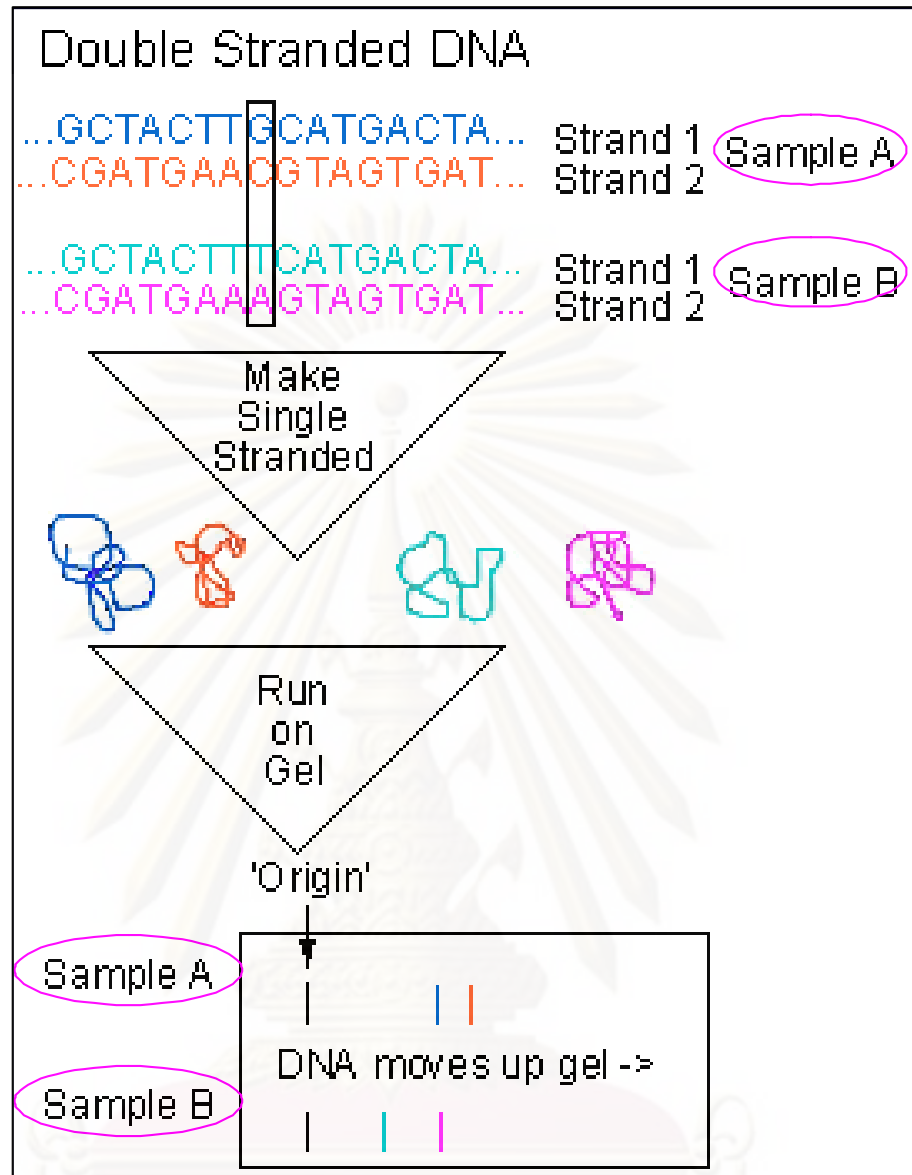 Double Stranded DNA
...GCTACTTGCATGACTA... Strand 1 Sample A
...CGATGAACGTAGTGAT... Strand 2
...GCTACTTTCATGACTA... Strand 1 Sample B
...CGATGAAAGTAGTGAT... Strand 2
Make
Single
Stranded
Run
on
Gel
'Origin'
Sample A
DNA moves up gel ->
Sample B